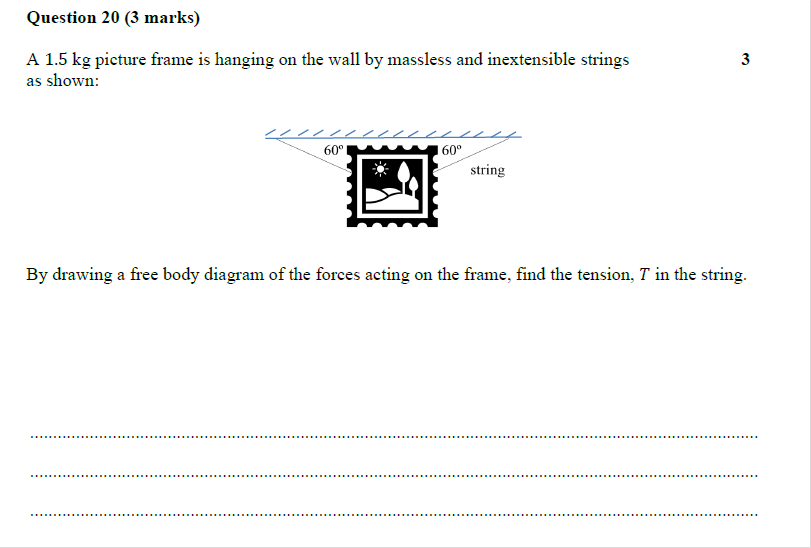 Question 20 (3 marks)
A 1.5 kg picture frame is hanging on the wall by massless and inextensible strings 3
as shown:
60° 60°
string
By drawing a free body diagram of the forces acting on the frame, find the tension, T in the string.